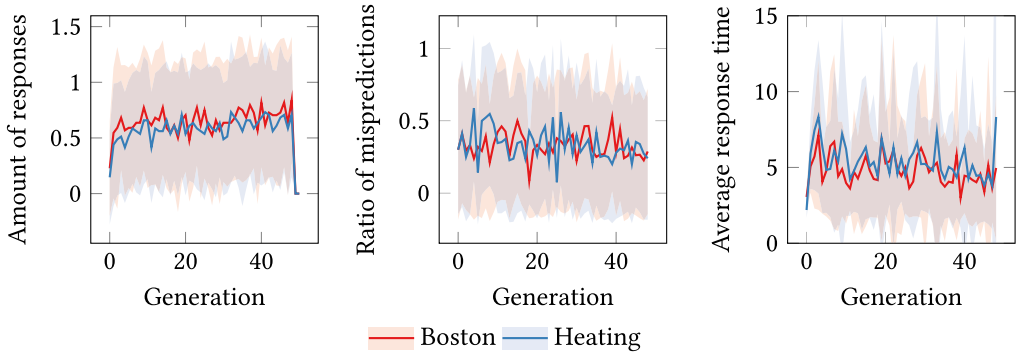 Amount of responses
1.5
1
0.5
0
0
20
40
Generation
Ratio of mispredictions
1
0.5
0
0
20
40
Generation
Average response time
15
10
5
0
0
20
40
Generation
Boston
Heating